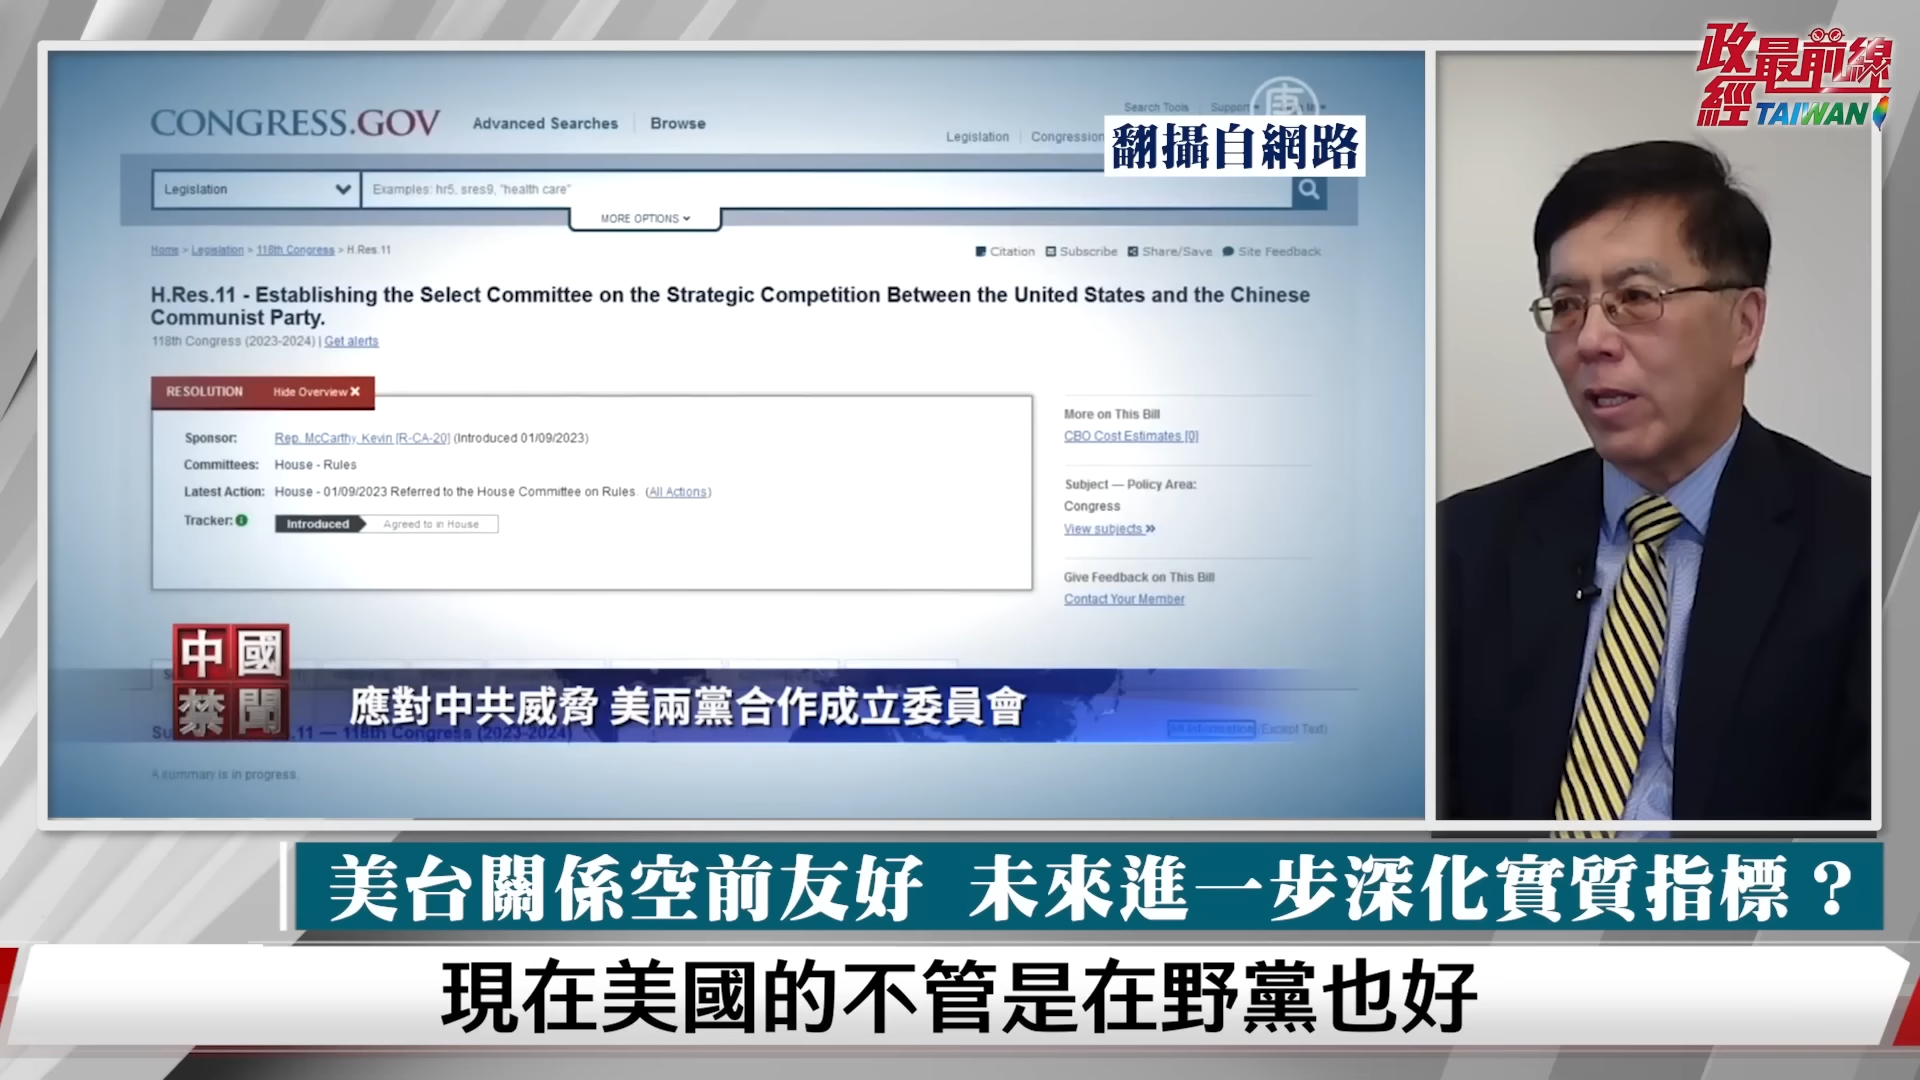 政經最前線
TAIWAN
CONGRESS.GOV
Advanced Searches
Browse
Search Tools
Support
Legislation
翻攝自網路
Legislation
Examples: hr5, sres9, "health care"
MORE OPTIONS
Home > Legislation > 118th Congress > H.Res.11
Citation
Subscribe
Share/Save
Site Feedback
H.Res.11 - Establishing the Select Committee on the Strategic Competition Between the United States and the Chinese
Communist Party.
118th Congress (2023-2024) | Get alerts
RESOLUTION
Hide Overview
Sponsor: Rep. McCarthy, Kevin [R-CA-20] (Introduced 01/09/2023)
Committees: House - Rules
Latest Action: House - 01/09/2023 Referred to the House Committee on Rules. (All Actions)
Tracker:
Introduced
Agreed to in House
More on This Bill
CBO Cost Estimates [0]
Subject — Policy Area:
Congress
View subjects »
Give Feedback on This Bill
Contact Your Member
中國
禁聞
應對中共威脅 美兩黨合作成立委員會
.11 — 118th Congress (2023-2024)
(Except Text)
A summary is in progress.
美台關係空前友好 未來進一步深化實質指標？
現在美國的不管是在野黨也好